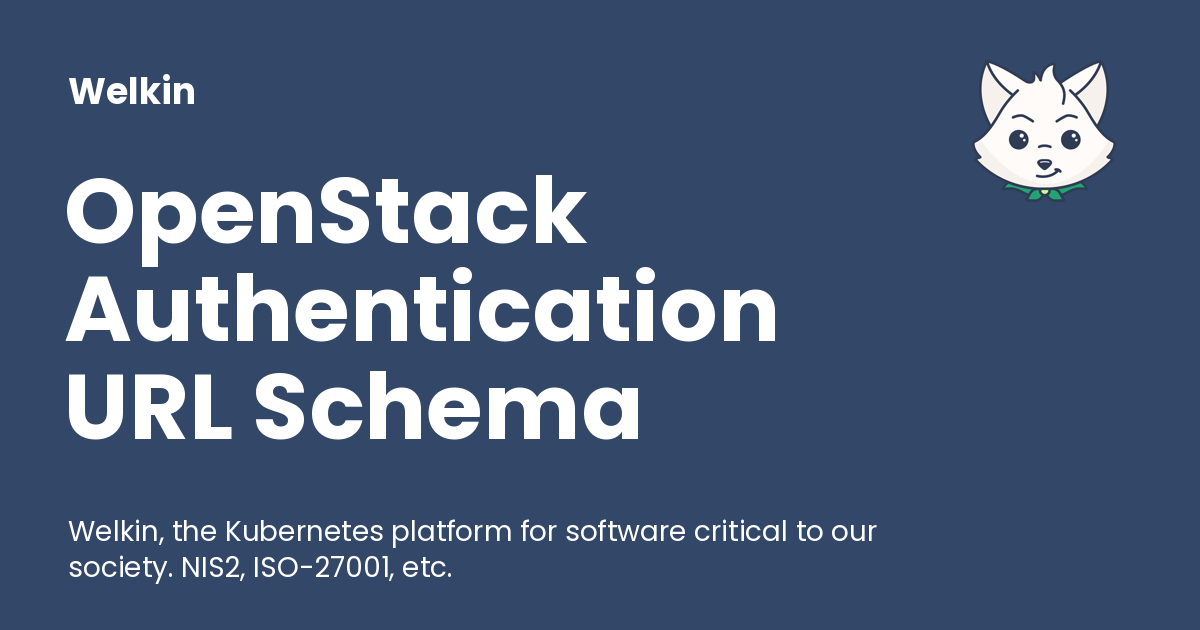 Welkin
OpenStack
Authentication
URL Schema
Welkin, the Kubernetes platform for software critical to our
society. NIS2, ISO-27001, etc.